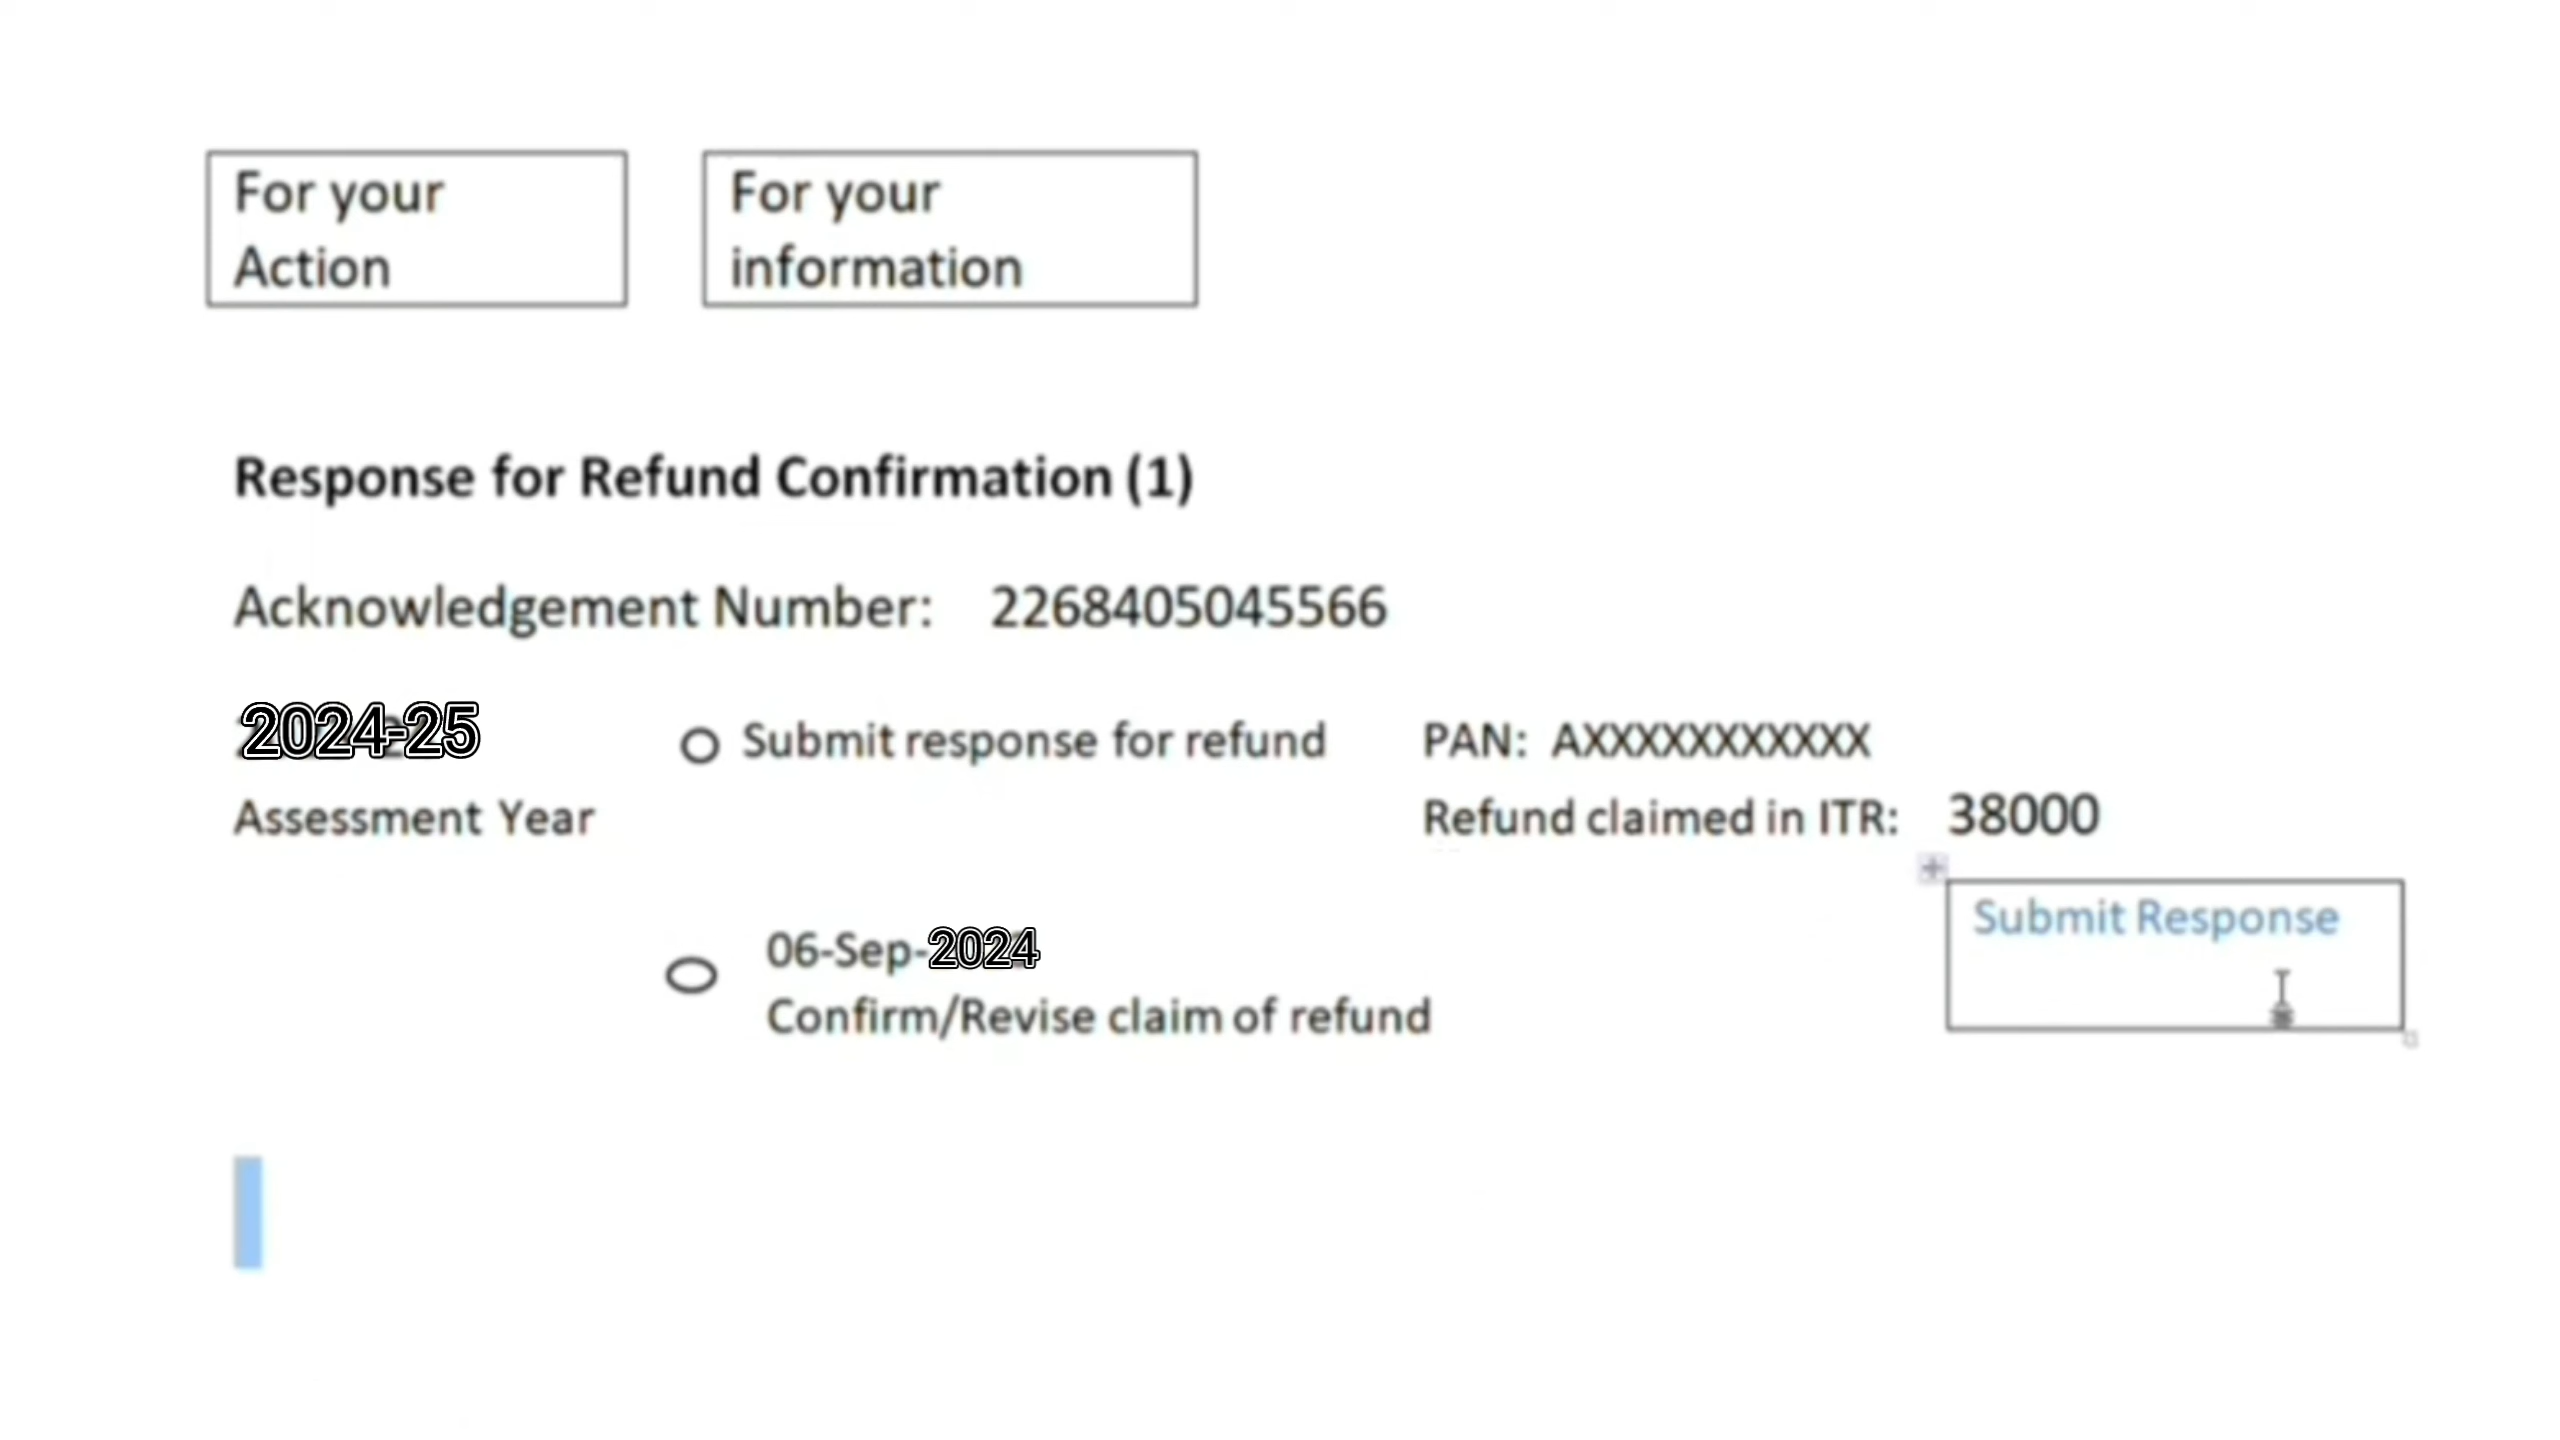 For your
Action
For your
information
Response for Refund Confirmation (1)
Acknowledgement Number: 2268405045566
2024-25
Submit response for refund
PAN: AXXXXXXXXXXX
Assessment Year
Refund claimed in ITR: 38000
Submit Response
06-Sep-2024
Confirm/Revise claim of refund